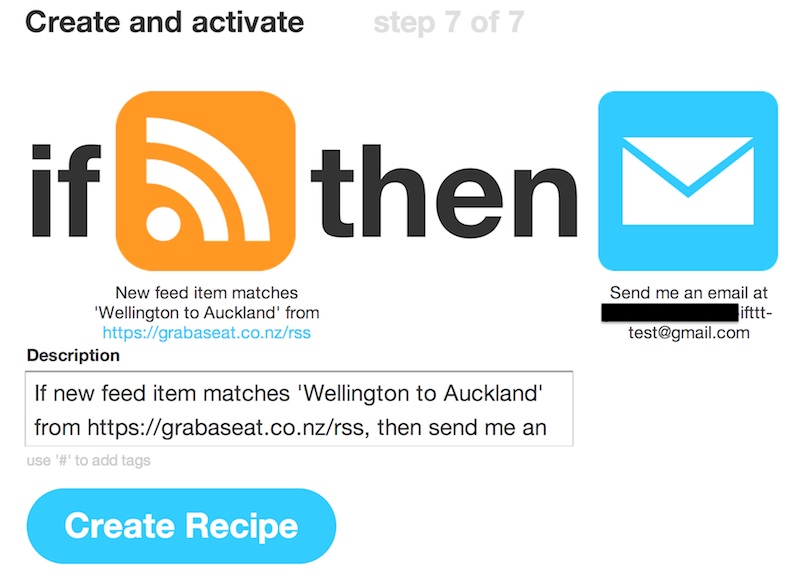 Create and activate step 7 of 7
if then
New feed item matches
'Wellington to Auckland' from
https://grabaseat.co.nz/rss
Send me an email at
ifttt-
test@gmail.com
Description
If new feed item matches 'Wellington to Auckland'
from https://grabaseat.co.nz/rss, then send me an
use '#' to add tags
Create Recipe